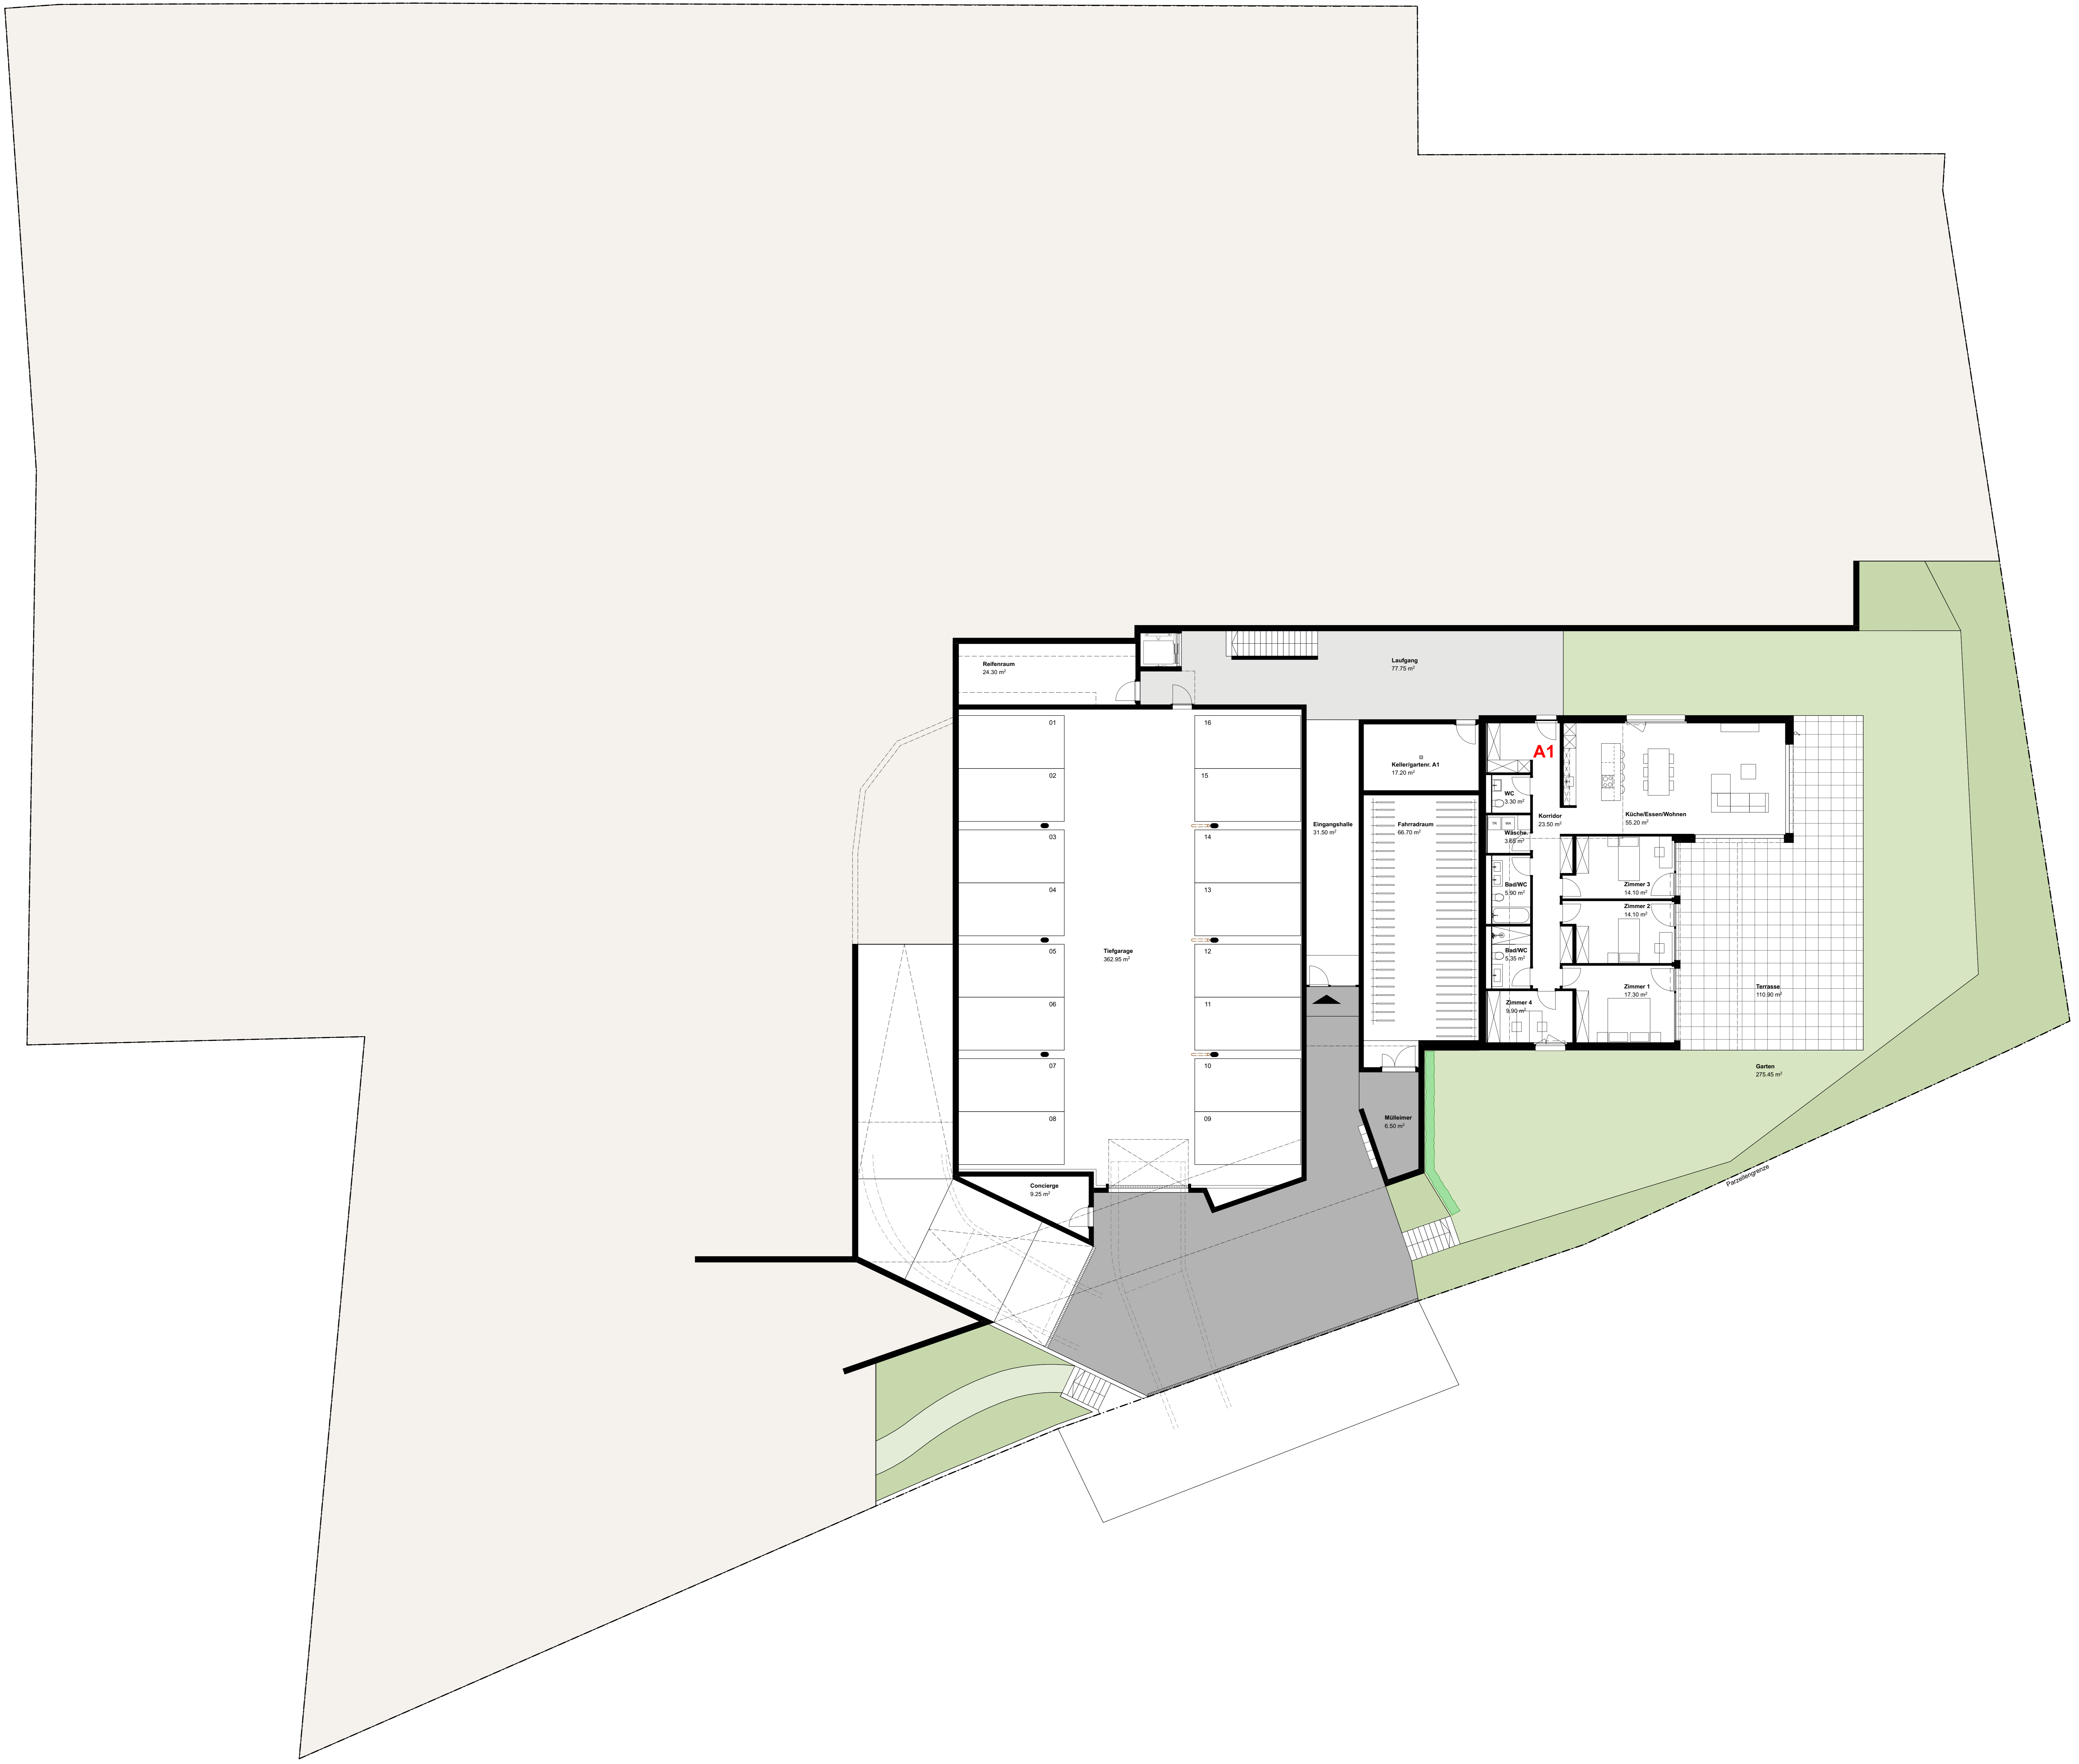 Reifenraum
24.30 m²
Laufgang
77.75 m²
01
16
02
15
03
14
04
13
05
12
06
11
07
10
08
09
Tiefgarage
362.95 m²
Concierge
9.25 m²
Eingangshalle
31.50 m²
Keller/gartenr. A1
17.20 m²
Fahrradraum
66.70 m²
Mülleimer
6.50 m²
A1
WC
3.30 m²
TR WA
Wäsche.
3.65 m²
Korridor
23.50 m²
Küche/Essen/Wohnen
55.20 m²
Bad/WC
5.90 m²
Bad/WC
5.35 m²
Zimmer 3
14.10 m²
Zimmer 2
14.10 m²
Zimmer 1
17.30 m²
Zimmer 4
9.90 m²
Terrasse
110.90 m²
Garten
275.45 m²
Parzellengrenze